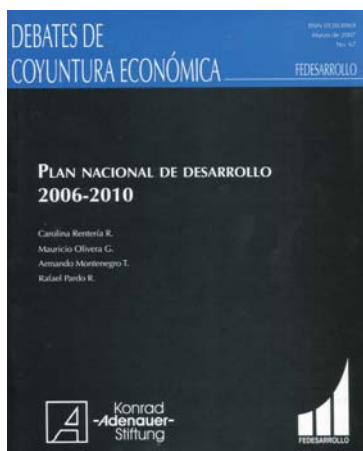 DEBATES DE
COYUNTURA ECONÓMICA
Marzo de 2007
No. 67
FEDESARROLLO
PLAN NACIONAL DE DESARROLLO
2006-2010
Carolina Rentería R.
Mauricio Olivera G.
Armando Montenegro T.
Rafael Pardo R.
Konrad
-Adenauer-
Stiftung
FEDESARROLLO